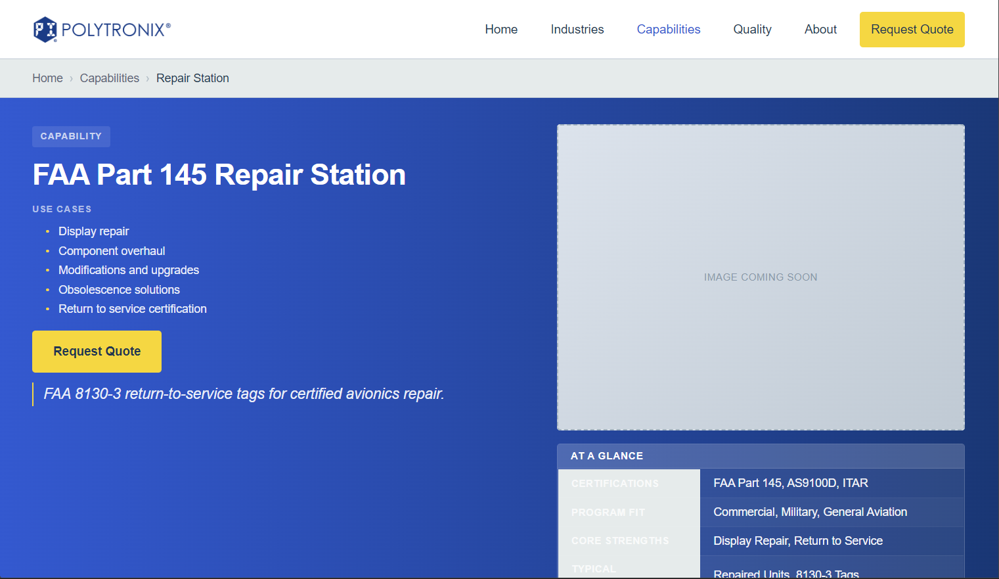 PI POLYTRONIX®
Home
Industries
Capabilities
Quality
About
Request Quote
Home › Capabilities › Repair Station
CAPABILITY
FAA Part 145 Repair Station
USE CASES
• Display repair
• Component overhaul
• Modifications and upgrades
• Obsolescence solutions
• Return to service certification
Request Quote
FAA 8130-3 return-to-service tags for certified avionics repair.
IMAGE COMING SOON
AT A GLANCE
CERTIFICATIONS FAA Part 145, AS9100D, ITAR
PROGRAM FIT Commercial, Military, General Aviation
CORE STRENGTHS Display Repair, Return to Service
TYPICAL
Repaired Units, 8130-3 Tags